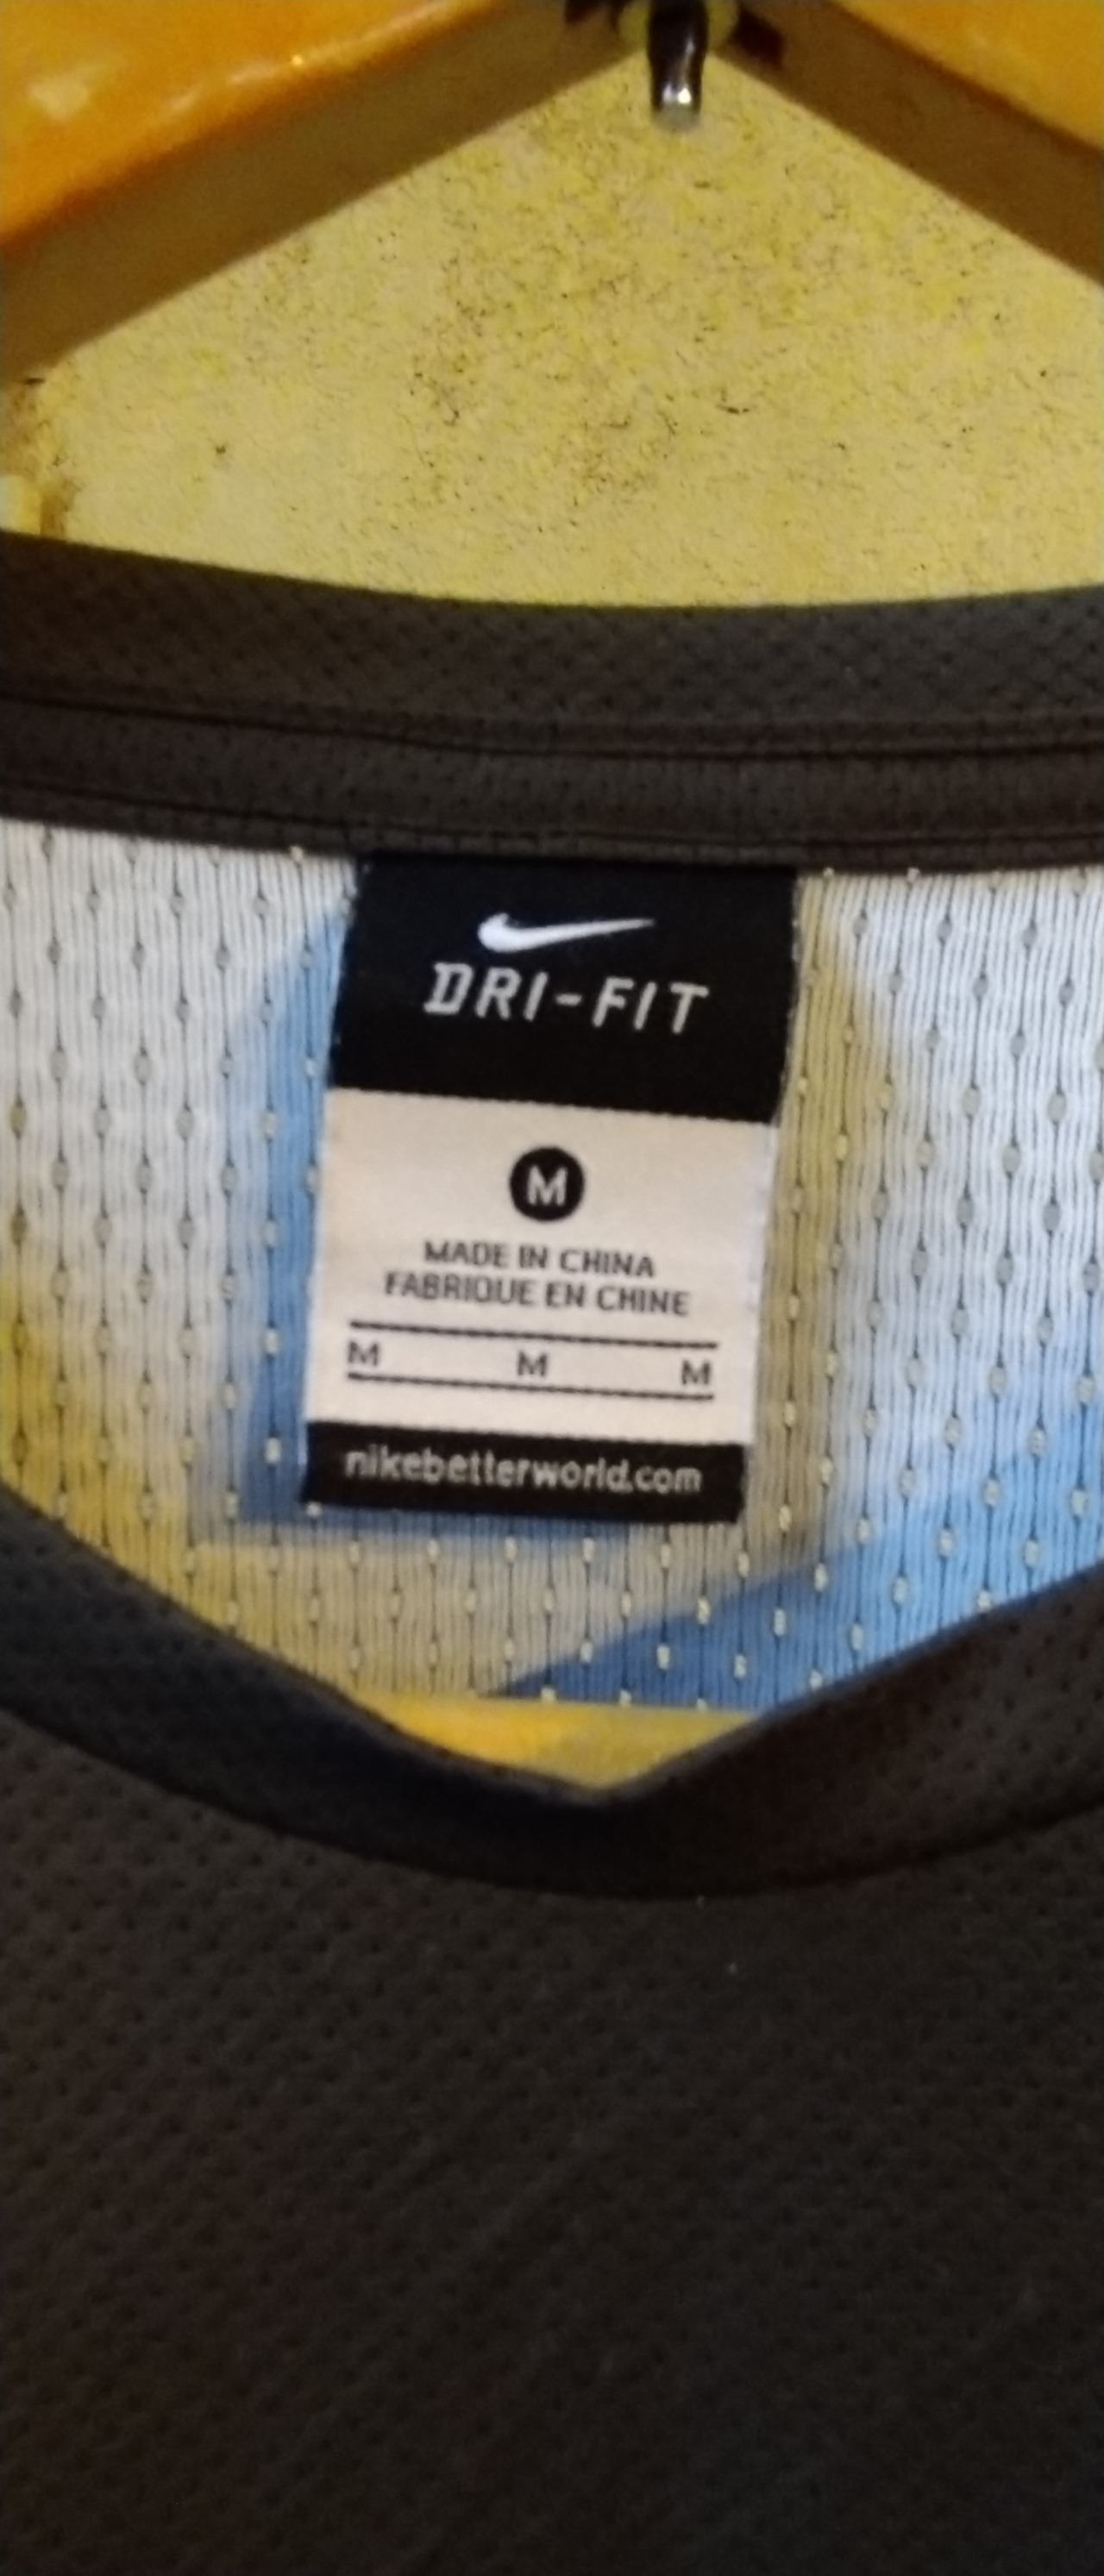 DRI-FIT
M
MADE IN CHINA
FABRIQUE EN CHINE
M M M
nikebetterworld.com